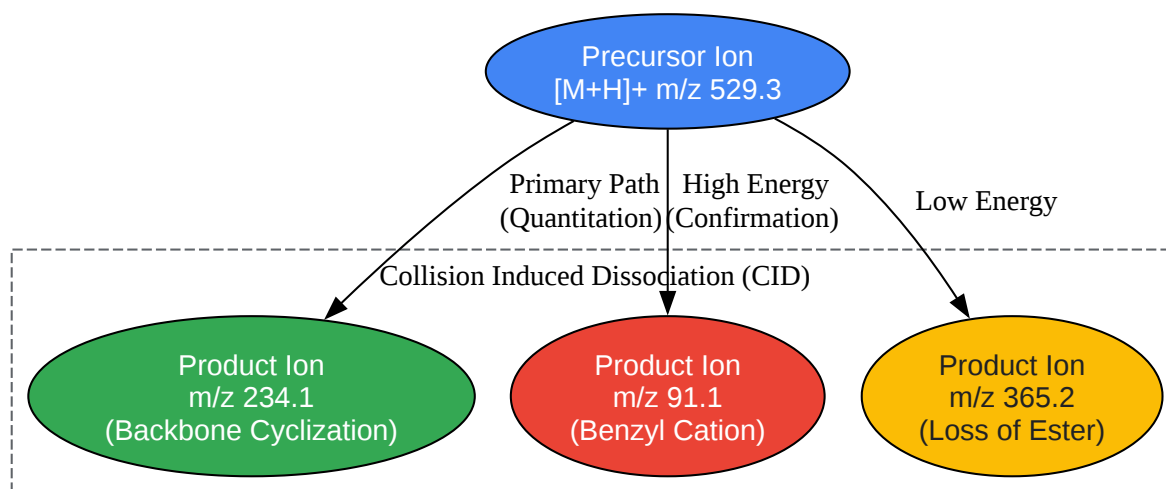 Precursor Ion
[M+H]+ m/z 529.3
Primary Path
(Quantitation)
High Energy
(Confirmation)
Low Energy
Collision Induced Dissociation (CID)
Product Ion
m/z 234.1
(Backbone Cyclization)
Product Ion
m/z 91.1
(Benzyl Cation)
Product Ion
m/z 365.2
(Loss of Ester)